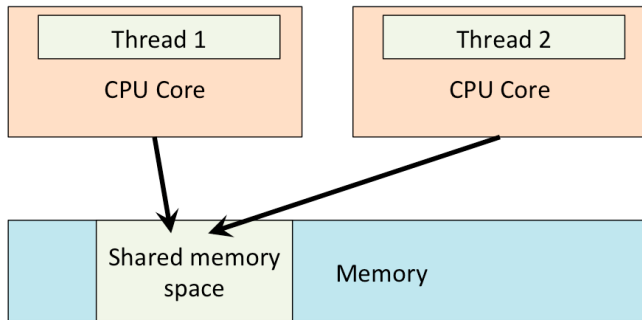 Thread 1
CPU Core
Thread 2
CPU Core
Shared memory
space
Memory